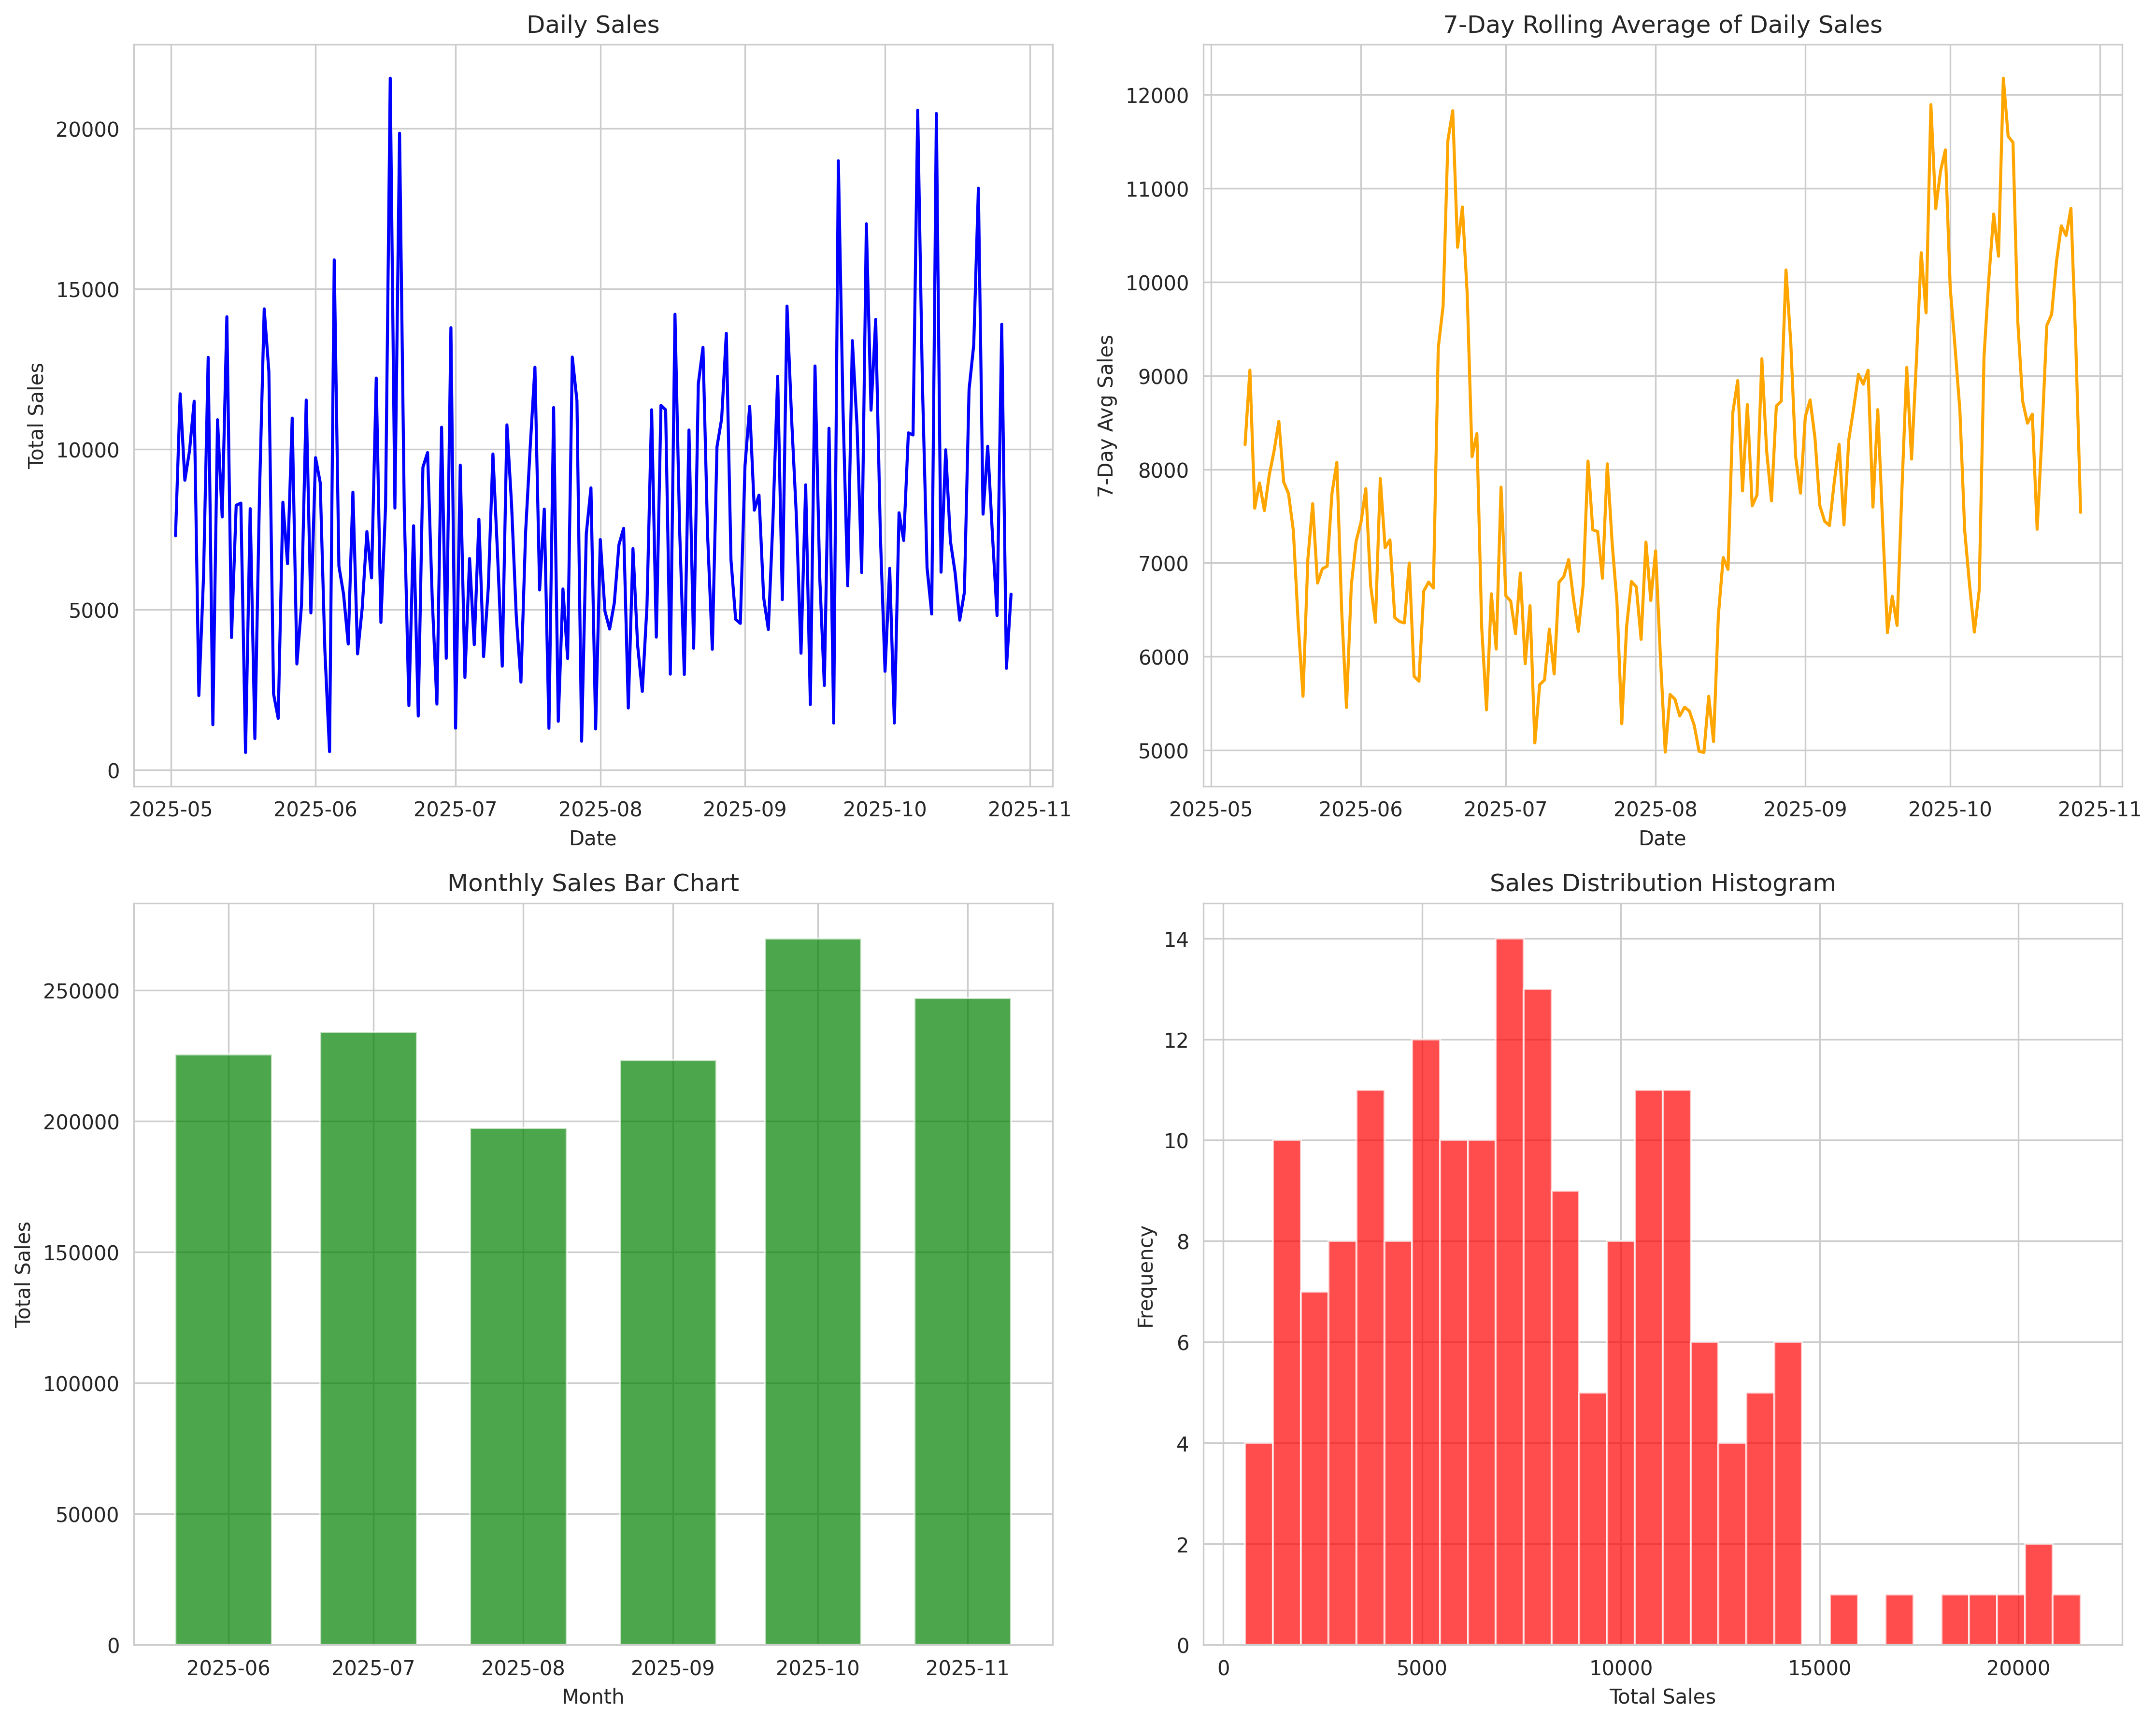 Daily Sales
Total Sales
20000
15000
10000
5000
0
2025-05 2025-06 2025-07 2025-08 2025-09 2025-10 2025-11
Date
7-Day Rolling Average of Daily Sales
7-Day Avg Sales
12000
11000
10000
9000
8000
7000
6000
5000
2025-05 2025-06 2025-07 2025-08 2025-09 2025-10 2025-11
Date
Monthly Sales Bar Chart
Total Sales
250000
200000
150000
100000
50000
0
2025-06 2025-07 2025-08 2025-09 2025-10 2025-11
Month
Sales Distribution Histogram
Frequency
14
12
10
8
6
4
2
0
0 5000 10000 15000 20000
Total Sales